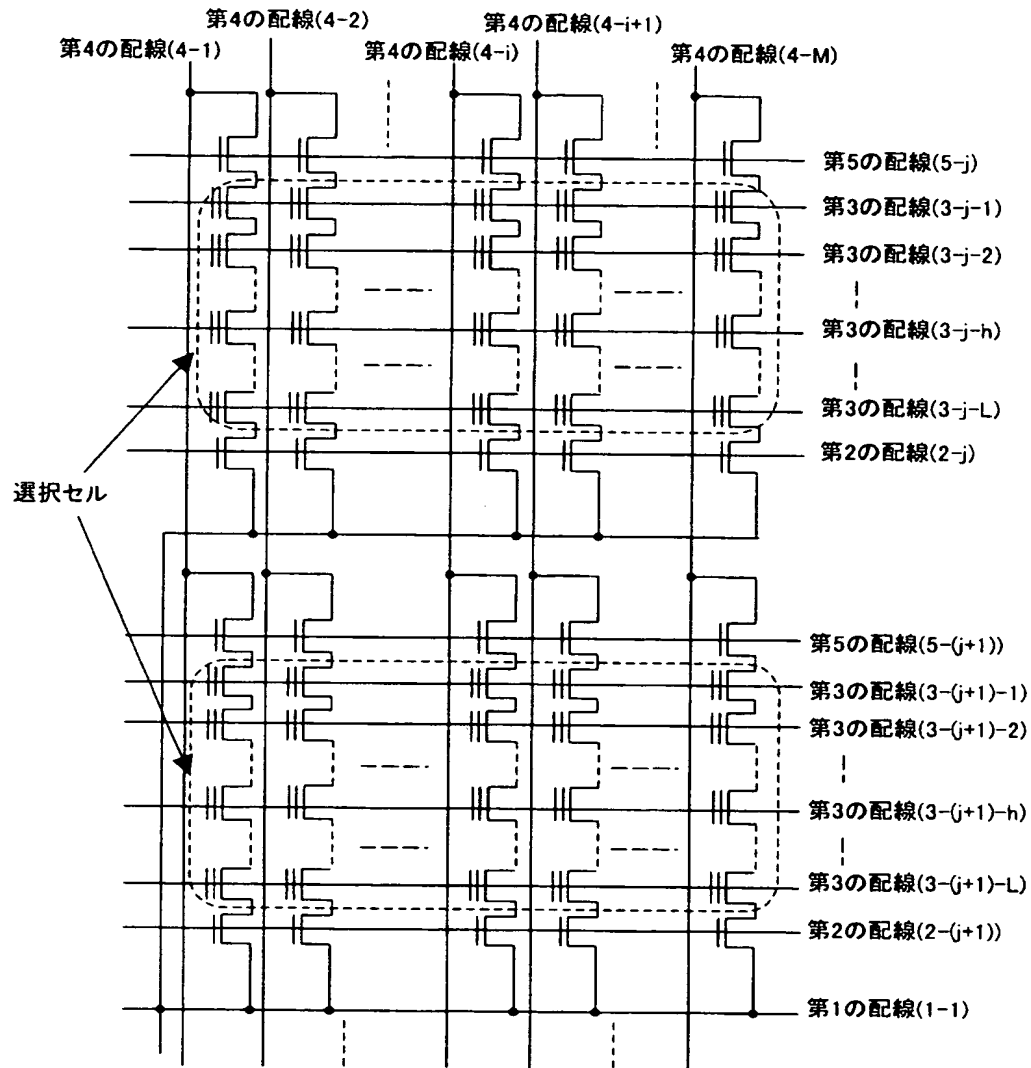 第4の配線(4-2)
第4の配線(4-i+1)
第4の配線(4-1)
第4の配線(4-i)
第4の配線(4-M)
第5の配線(5-j)
第3の配線(3-j-1)
第3の配線(3-j-2)
第3の配線(3-j-h)
第3の配線(3-j-L)
第2の配線(2-j)
選択セル
第5の配線(5-(j+1))
第3の配線(3-(j+1)-1)
第3の配線(3-(j+1)-2)
第3の配線(3-(j+1)-h)
第3の配線(3-(j+1)-L)
第2の配線(2-(j+1))
第1の配線(1-1)